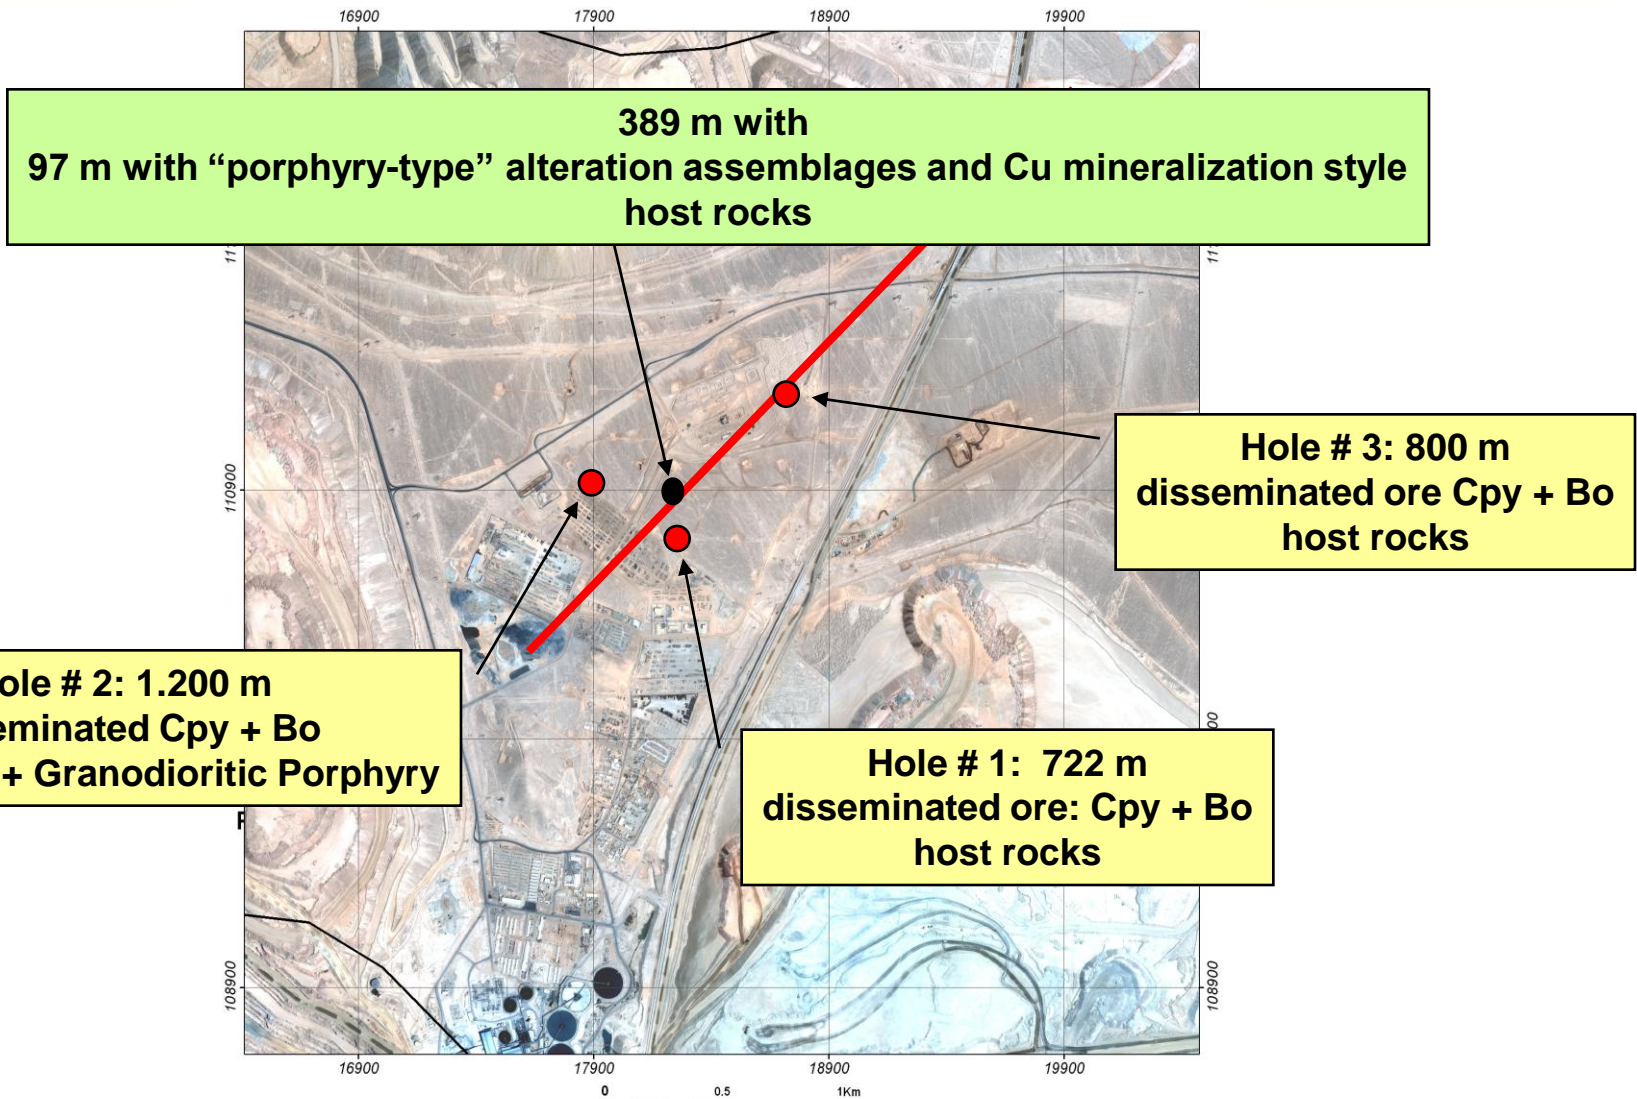 16900 17900 18900 19900
389 m with
97 m with “porphyry-type” alteration assemblages and Cu mineralization style
host rocks
110900
Hole # 3: 800 m
disseminated ore Cpy + Bo
host rocks
ole # 2: 1.200 m
eminated Cpy + Bo
+ Granodioritic Porphyry
Hole # 1: 722 m
disseminated ore: Cpy + Bo
host rocks
108900 108900
16900 17900 18900 19900
0 0.5 1Km